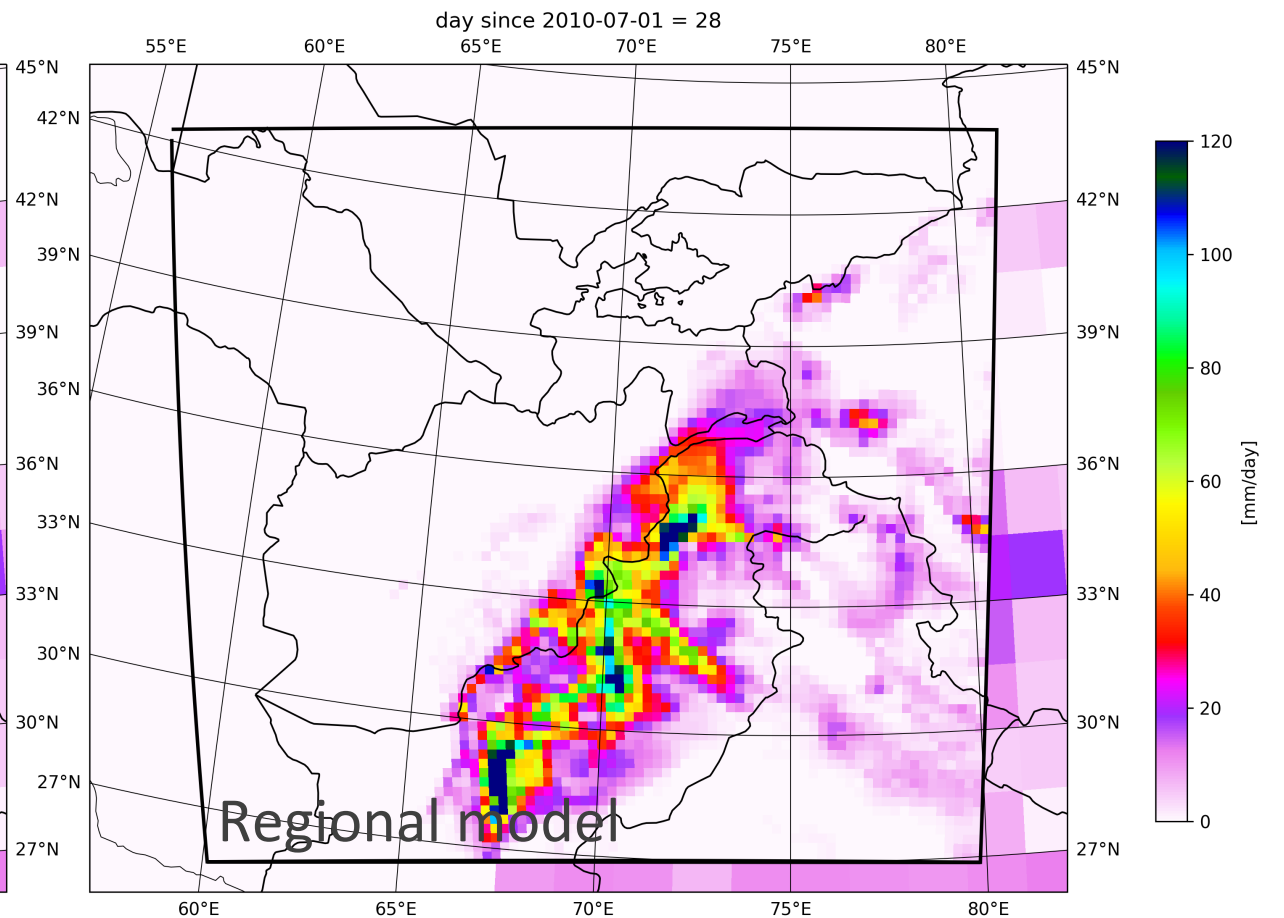 day since 2010-07-01 = 28
55°E 60°E 65°E 70°E 75°E 80°E
45°N 45°N
42°N
42°N 42°N
39°N
39°N 39°N
36°N
36°N 36°N
33°N
33°N 33°N
30°N
30°N 30°N
27°N
27°N 27°N
60°E 65°E 70°E 75°E 80°E
Regional model
120
100
80
60
40
20
0
[mm/day]